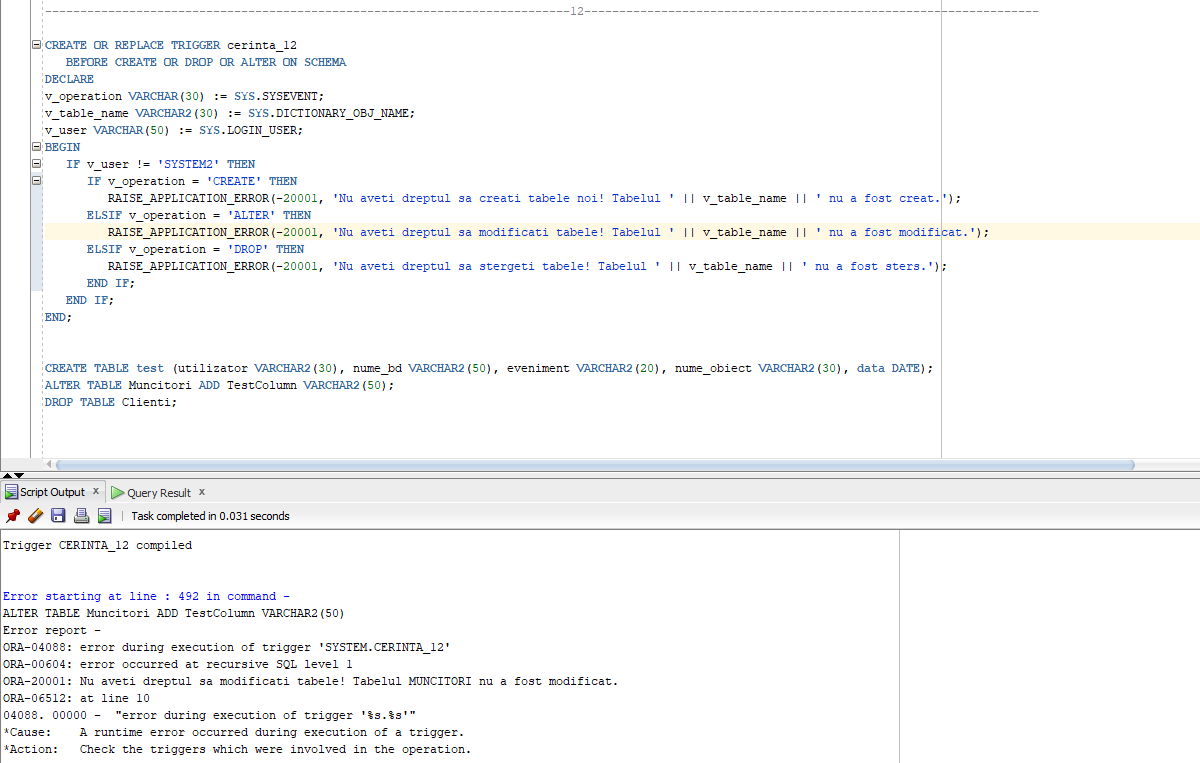 ---------------------------------------------------------------------------12-----------------------------------------------------------------
CREATE OR REPLACE TRIGGER cerinta_12
BEFORE CREATE OR DROP OR ALTER ON SCHEMA
DECLARE
v_operation VARCHAR(30) := SYS.SYSEVENT;
v_table_name VARCHAR2(30) := SYS.DICTIONARY_OBJ_NAME;
v_user VARCHAR(50) := SYS.LOGIN_USER;
BEGIN
IF v_user != 'SYSTEM2' THEN
IF v_operation = 'CREATE' THEN
RAISE_APPLICATION_ERROR(-20001, 'Nu aveti dreptul sa creati tabele noi! Tabelul ' || v_table_name || ' nu a fost creat.');
ELSIF v_operation = 'ALTER' THEN
RAISE_APPLICATION_ERROR(-20001, 'Nu aveti dreptul sa modificati tabele! Tabelul ' || v_table_name || ' nu a fost modificat.');
ELSIF v_operation = 'DROP' THEN
RAISE_APPLICATION_ERROR(-20001, 'Nu aveti dreptul sa stergeti tabele! Tabelul ' || v_table_name || ' nu a fost sters.');
END IF;
END IF;
END;
CREATE TABLE test (utilizator VARCHAR2(30), nume_bd VARCHAR2(50), eveniment VARCHAR2(20), nume_obiect VARCHAR2(30), data DATE);
ALTER TABLE Muncitori ADD TestColumn VARCHAR2(50);
DROP TABLE Clienti;
Script Output x Query Result x
Task completed in 0.031 seconds
Trigger CERINTA_12 compiled
Error starting at line : 492 in command -
ALTER TABLE Muncitori ADD TestColumn VARCHAR2(50)
Error report -
ORA-04088: error during execution of trigger 'SYSTEM.CERINTA_12'
ORA-00604: error occurred at recursive SQL level 1
ORA-20001: Nu aveti dreptul sa modificati tabele! Tabelul MUNCITORI nu a fost modificat.
ORA-06512: at line 10
04088. 00000 - "error during execution of trigger '%s.%s'"
*Cause: A runtime error occurred during execution of a trigger.
*Action: Check the triggers which were involved in the operation.